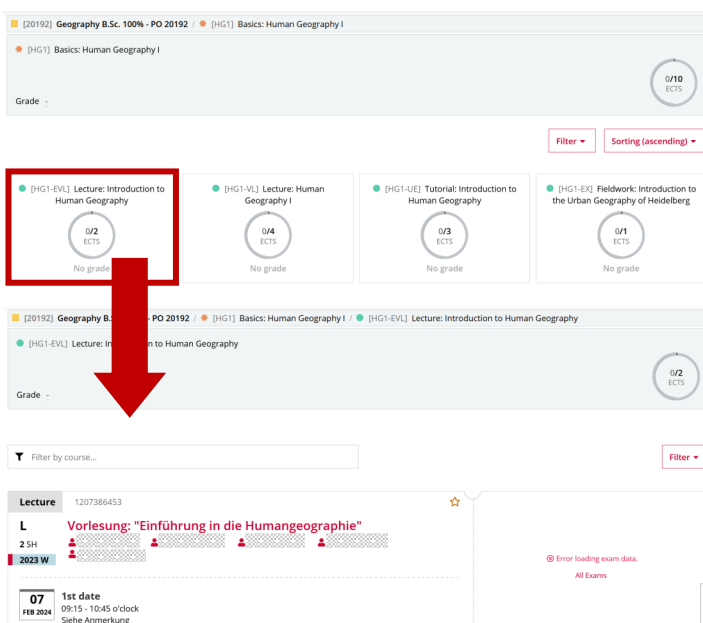 [20192] Geography B.Sc. 100% - PO 20192 / [HG1] Basics: Human Geography I
[HG1] Basics: Human Geography I
0/10
ECTS
Grade -
Filter
Sorting (ascending)
[HG1-EVL] Lecture: Introduction to
Human Geography
0/2
ECTS
No grade
[HG1-VL] Lecture: Human
Geography I
0/4
ECTS
No grade
[HG1-UE] Tutorial: Introduction to
Human Geography
0/3
ECTS
No grade
[HG1-EX] Fieldwork: Introduction to
the Urban Geography of Heidelberg
0/1
ECTS
No grade
[20192] Geography B. PO 20192 / [HG1] Basics: Human Geography I / [HG1-EVL] Lecture: Introduction to Human Geography
[HG1-EVL] Lecture: to Human Geography
0/2
ECTS
Grade -
Filter by course...
Filter
Lecture 1207386453
L Vorlesung: "Einführung in die Humangeographie"
2 SH
2023 W
Error loading exam data.
All Exams
07 1st date
FEB 2024 09:15 - 10:45 o'clock
Siehe Anmerkung